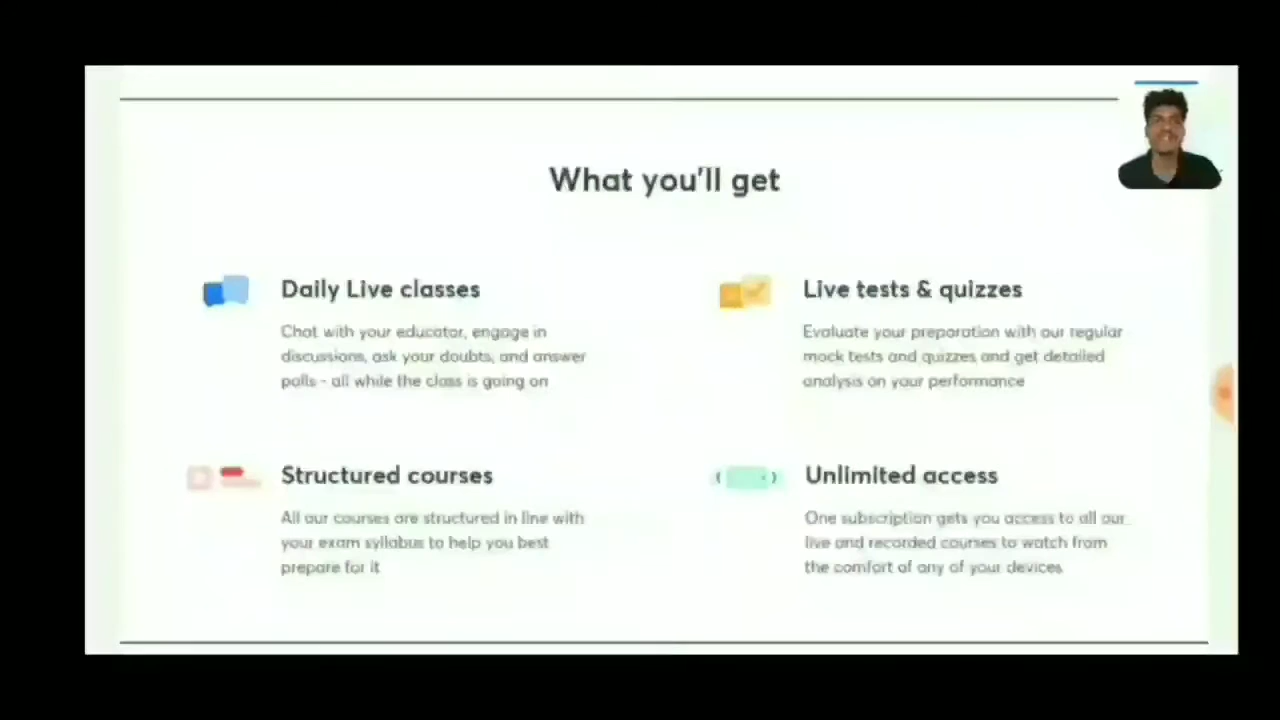 What you'll get
Daily Live classes
Chat with your educator, engage in
discussions, ask your doubts, and answer
polls - all while the class is going on
Live tests & quizzes
Evaluate your preparation with our regular
mock tests and quizzes and get detailed
analysis on your performance
Structured courses
All our courses are structured in line with
your exam syllabus to help you best
prepare for it
Unlimited access
One subscription gets you access to all our
live and recorded courses to watch from
the comfort of any of your devices